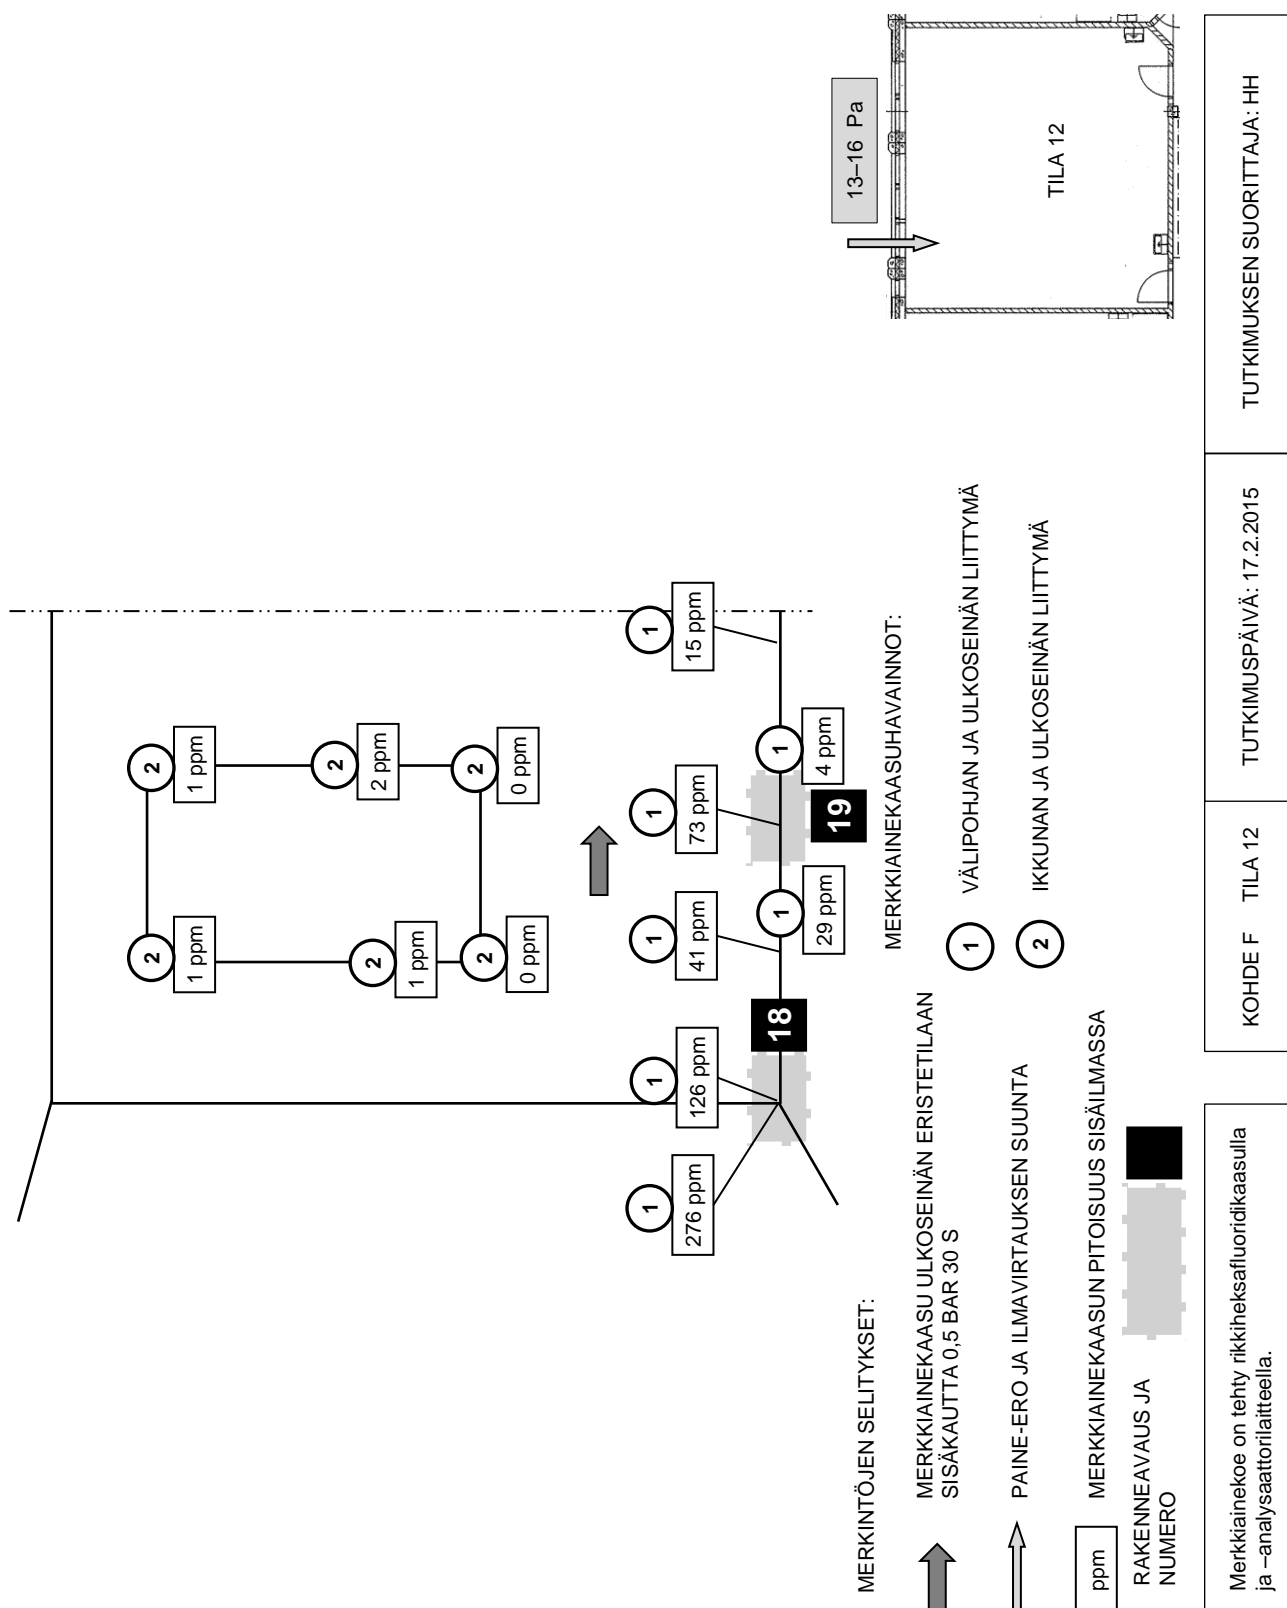 2
1 ppm
2
1 ppm
2
2 ppm
2
1 ppm
2
0 ppm
2
0 ppm
1
276 ppm
1
126 ppm
1
41 ppm
1
73 ppm
1
15 ppm
18
1
29 ppm
1
4 ppm
19
13–16 Pa
TILA 12
MERKINTÖJEN SELITYKSET:
MERKKIAINEKAASU ULKOSEINÄN ERISTETILAAN
SISÄKAUTTA 0,5 BAR 30 S
PAINE-ERO JA ILMAVIRTAUKSEN SUUNTA
ppm
MERKKIAINEKAASUN PITOISUUS SISÄILMASSA
RAKENNEAVAUS JA
NUMERO
MERKKIAINEKAASUHAVAINNOT:
1
VÄLIPOHJAN JA ULKOSEINÄN LIITTYMÄ
2
IKKUNAN JA ULKOSEINÄN LIITTYMÄ
Merkkiainekoe on tehty rikkiheksafluoridikaasulla
ja –analysaattorilaitteella.
KOHDE F TILA 12
TUTKIMUSPÄIVÄ: 17.2.2015
TUTKIMUKSEN SUORITTAJA: HH